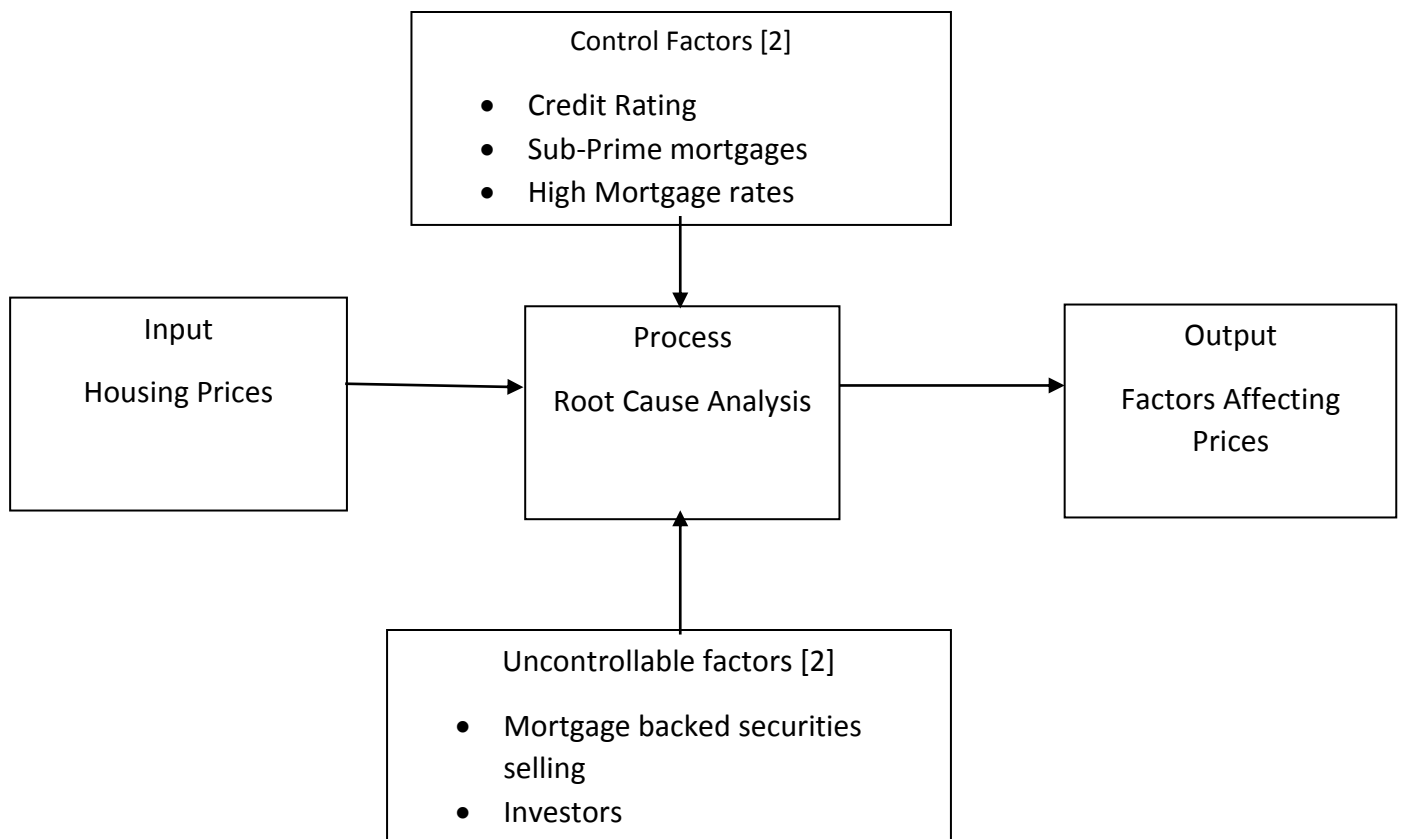 Control Factors [2]
• Credit Rating
• Sub-Prime mortgages
• High Mortgage rates
Input
Housing Prices
Process
Root Cause Analysis
Output
Factors Affecting
Prices
Uncontrollable factors [2]
• Mortgage backed securities
selling
• Investors